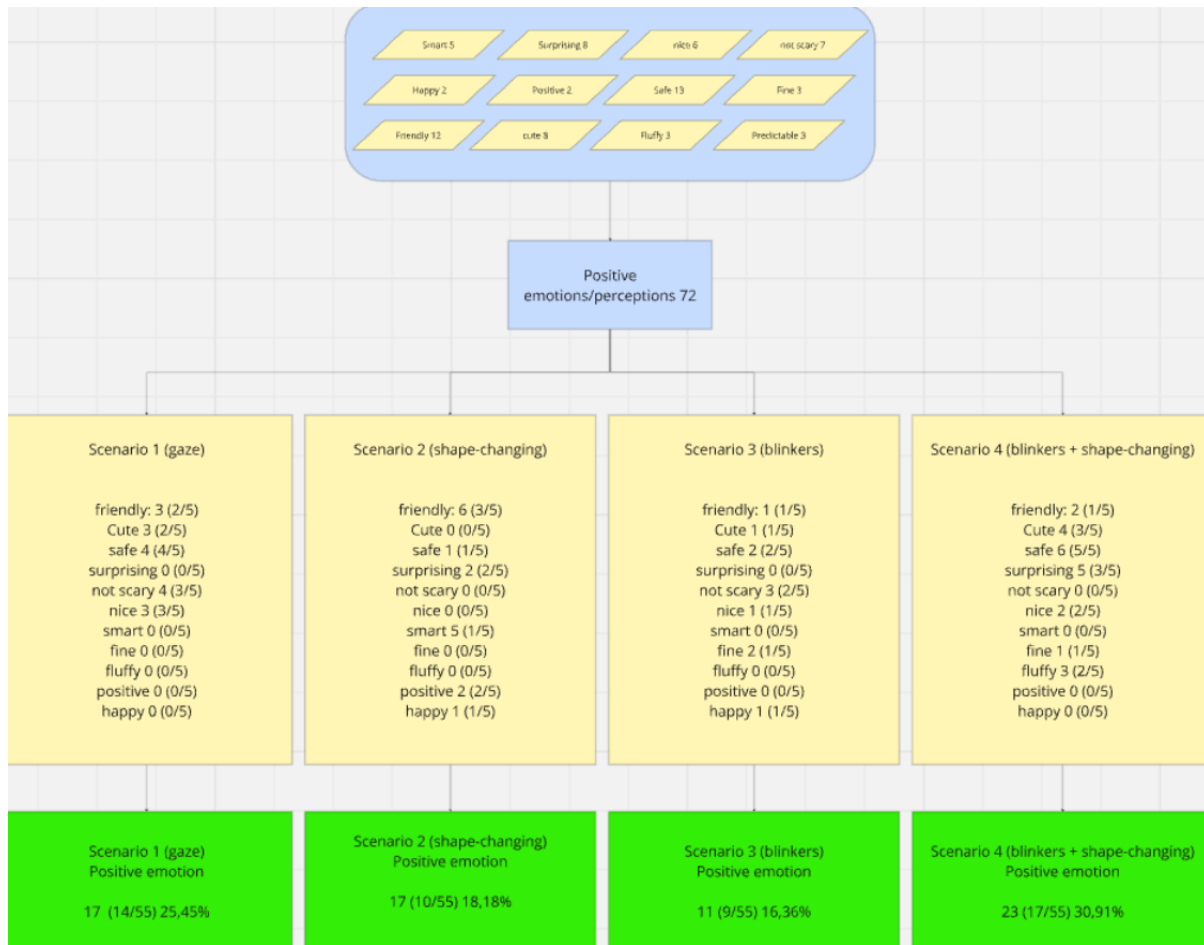 Smart 5
Surprising 8
nice 6
not scary 7
Happy 2
Positive 2
Safe 13
Fine 3
Friendly 12
cute 8
Fluffy 3
Predictable 3
Positive
emotions/perceptions 72
Scenario 1 (gaze)
friendly: 3 (2/5)
Cute 3 (2/5)
safe 4 (4/5)
surprising 0 (0/5)
not scary 4 (3/5)
nice 3 (3/5)
smart 0 (0/5)
fine 0 (0/5)
fluffy 0 (0/5)
positive 0 (0/5)
happy 0 (0/5)
Scenario 2 (shape-changing)
friendly: 6 (3/5)
Cute 0 (0/5)
safe 1 (1/5)
surprising 2 (2/5)
not scary 0 (0/5)
nice 0 (0/5)
smart 5 (1/5)
fine 0 (0/5)
fluffy 0 (0/5)
positive 2 (2/5)
happy 1 (1/5)
Scenario 3 (blinkers)
friendly: 1 (1/5)
Cute 1 (1/5)
safe 2 (2/5)
surprising 0 (0/5)
not scary 3 (2/5)
nice 1 (1/5)
smart 0 (0/5)
fine 2 (1/5)
fluffy 0 (0/5)
positive 0 (0/5)
happy 1 (1/5)
Scenario 4 (blinkers + shape-changing)
friendly: 2 (1/5)
Cute 4 (3/5)
safe 6 (5/5)
surprising 5 (3/5)
not scary 0 (0/5)
nice 2 (2/5)
smart 0 (0/5)
fine 1 (1/5)
fluffy 3 (2/5)
positive 0 (0/5)
happy 0 (0/5)
Scenario 1 (gaze)
Positive emotion
17 (14/55) 25,45%
Scenario 2 (shape-changing)
Positive emotion
17 (10/55) 18,18%
Scenario 3 (blinkers)
Positive emotion
11 (9/55) 16,36%
Scenario 4 (blinkers + shape-changing)
Positive emotion
23 (17/55) 30,91%